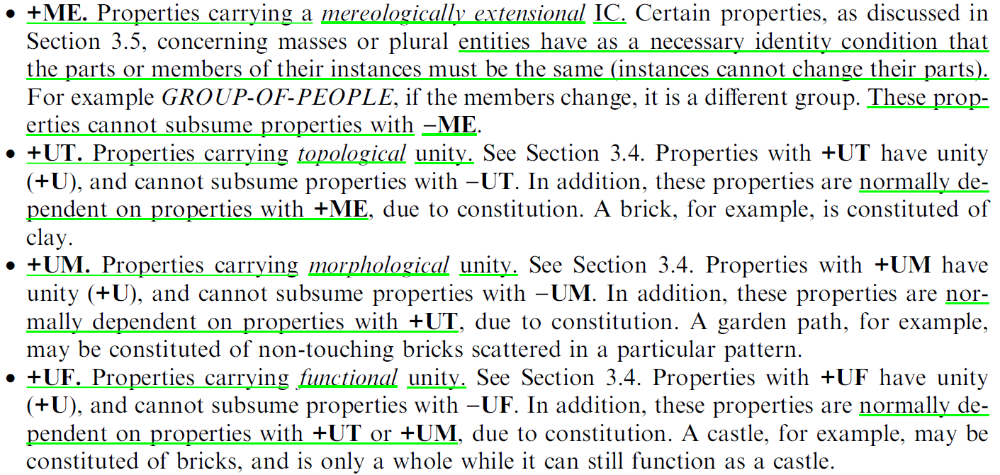 • +ME. Properties carrying a mereologically extensional IC. Certain properties, as discussed in
Section 3.5, concerning masses or plural entities have as a necessary identity condition that
the parts or members of their instances must be the same (instances cannot change their parts).
For example GROUP-OF-PEOPLE, if the members change, it is a different group. These prop-
erties cannot subsume properties with −ME.
• +UT. Properties carrying topological unity. See Section 3.4. Properties with +UT have unity
(+U), and cannot subsume properties with −UT. In addition, these properties are normally de-
pendent on properties with +ME, due to constitution. A brick, for example, is constituted of
clay.
• +UM. Properties carrying morphological unity. See Section 3.4. Properties with +UM have
unity (+U), and cannot subsume properties with −UM. In addition, these properties are nor-
mally dependent on properties with +UT, due to constitution. A garden path, for example,
may be constituted of non-touching bricks scattered in a particular pattern.
• +UF. Properties carrying functional unity. See Section 3.4. Properties with +UF have unity
(+U), and cannot subsume properties with −UF. In addition, these properties are normally de-
pendent on properties with +UT or +UM, due to constitution. A castle, for example, may be
constituted of bricks, and is only a whole while it can still function as a castle.